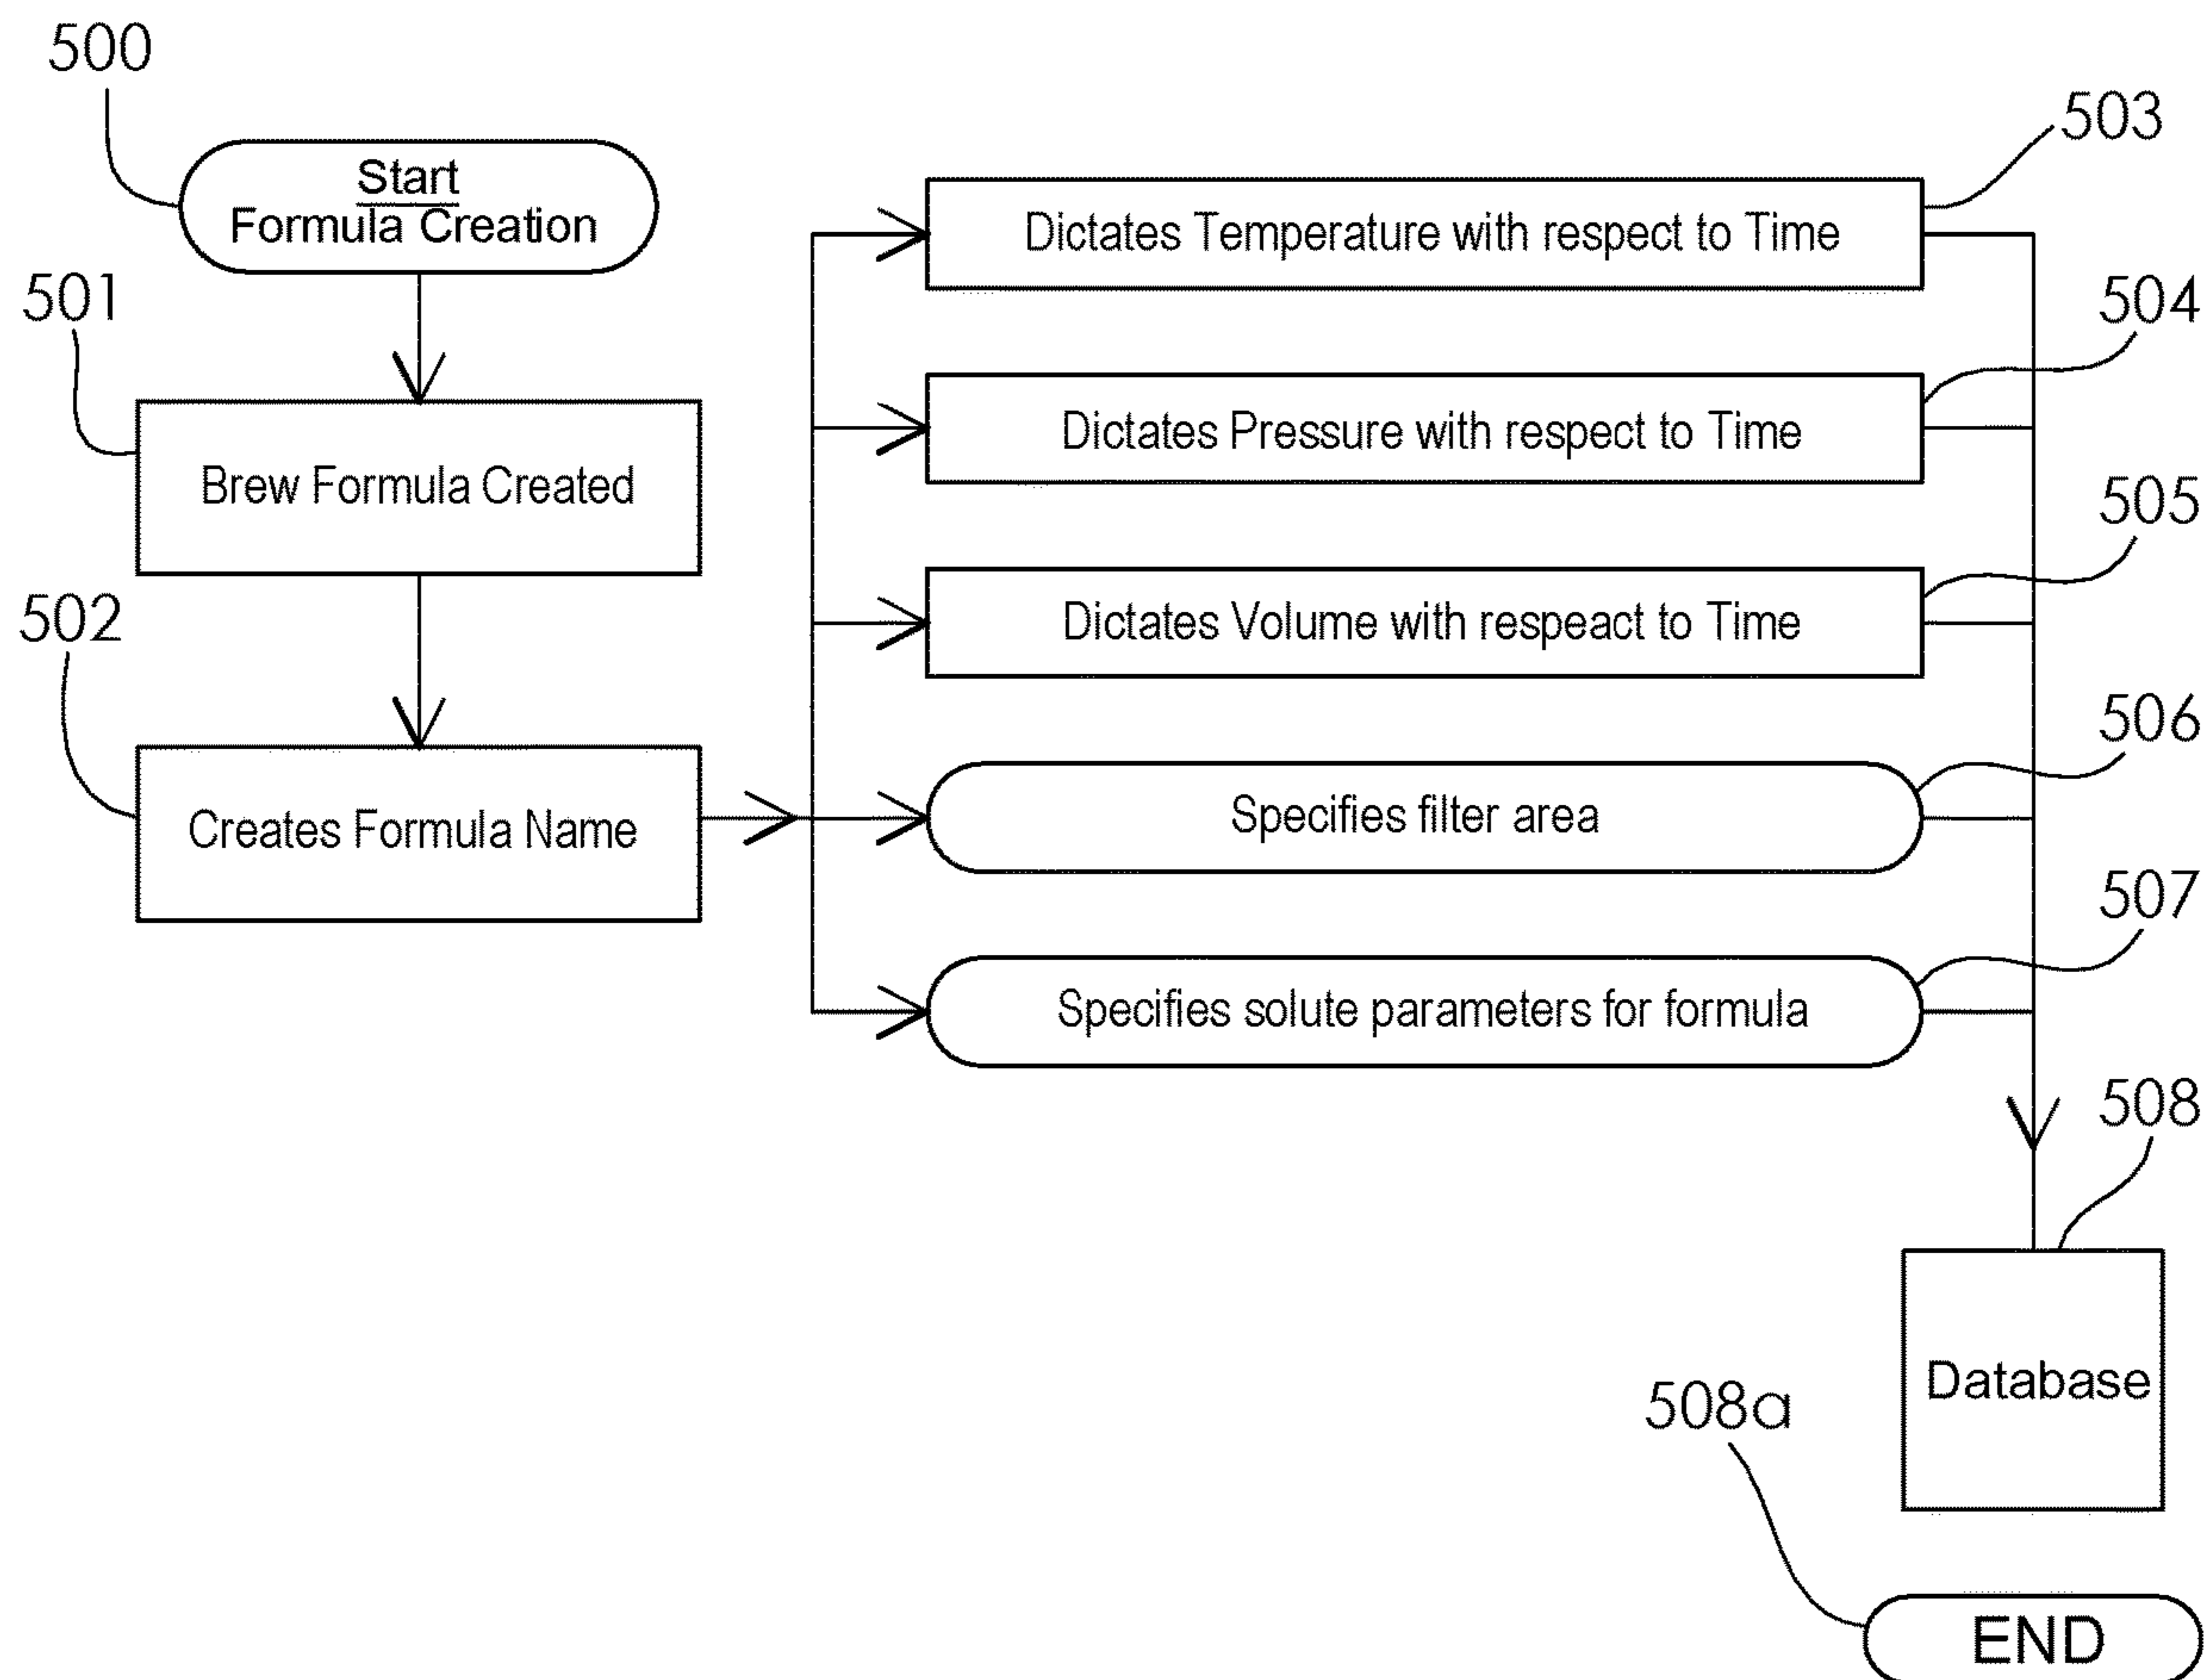 500
Start
Formula Creation
501
Brew Formula Created
502
Creates Formula Name
503
Dictates Temperature with respect to Time
504
Dictates Pressure with respect to Time
505
Dictates Volume with respeact to Time
506
Specifies filter area
507
Specifies solute parameters for formula
508
Database
508a
END